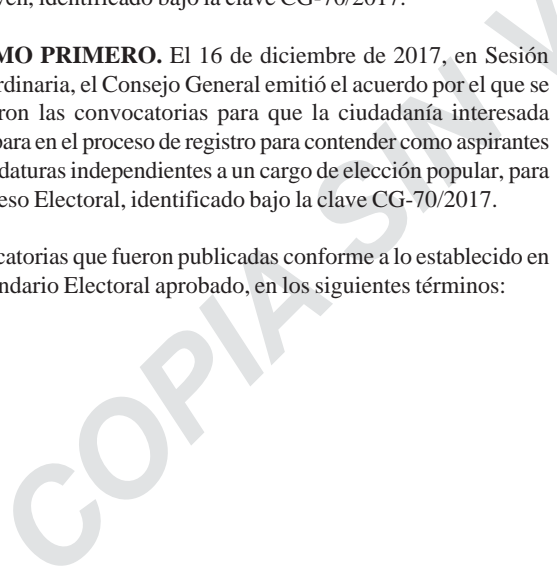 identificado bajo la clave CG-70/2017.
MO PRIMERO. El 16 de diciembre de 2017, en Sesión
rdinaria, el Consejo General emitió el acuerdo por el que se
ron las convocatorias para que la ciudadanía interesada
para en el proceso de registro para contender como aspirantes
daturas independientes a un cargo de elección popular, para
eso Electoral, identificado bajo la clave CG-70/2017.
catorias que fueron publicadas conforme a lo establecido en
ndario Electoral aprobado, en los siguientes términos:
COPIA SIN V